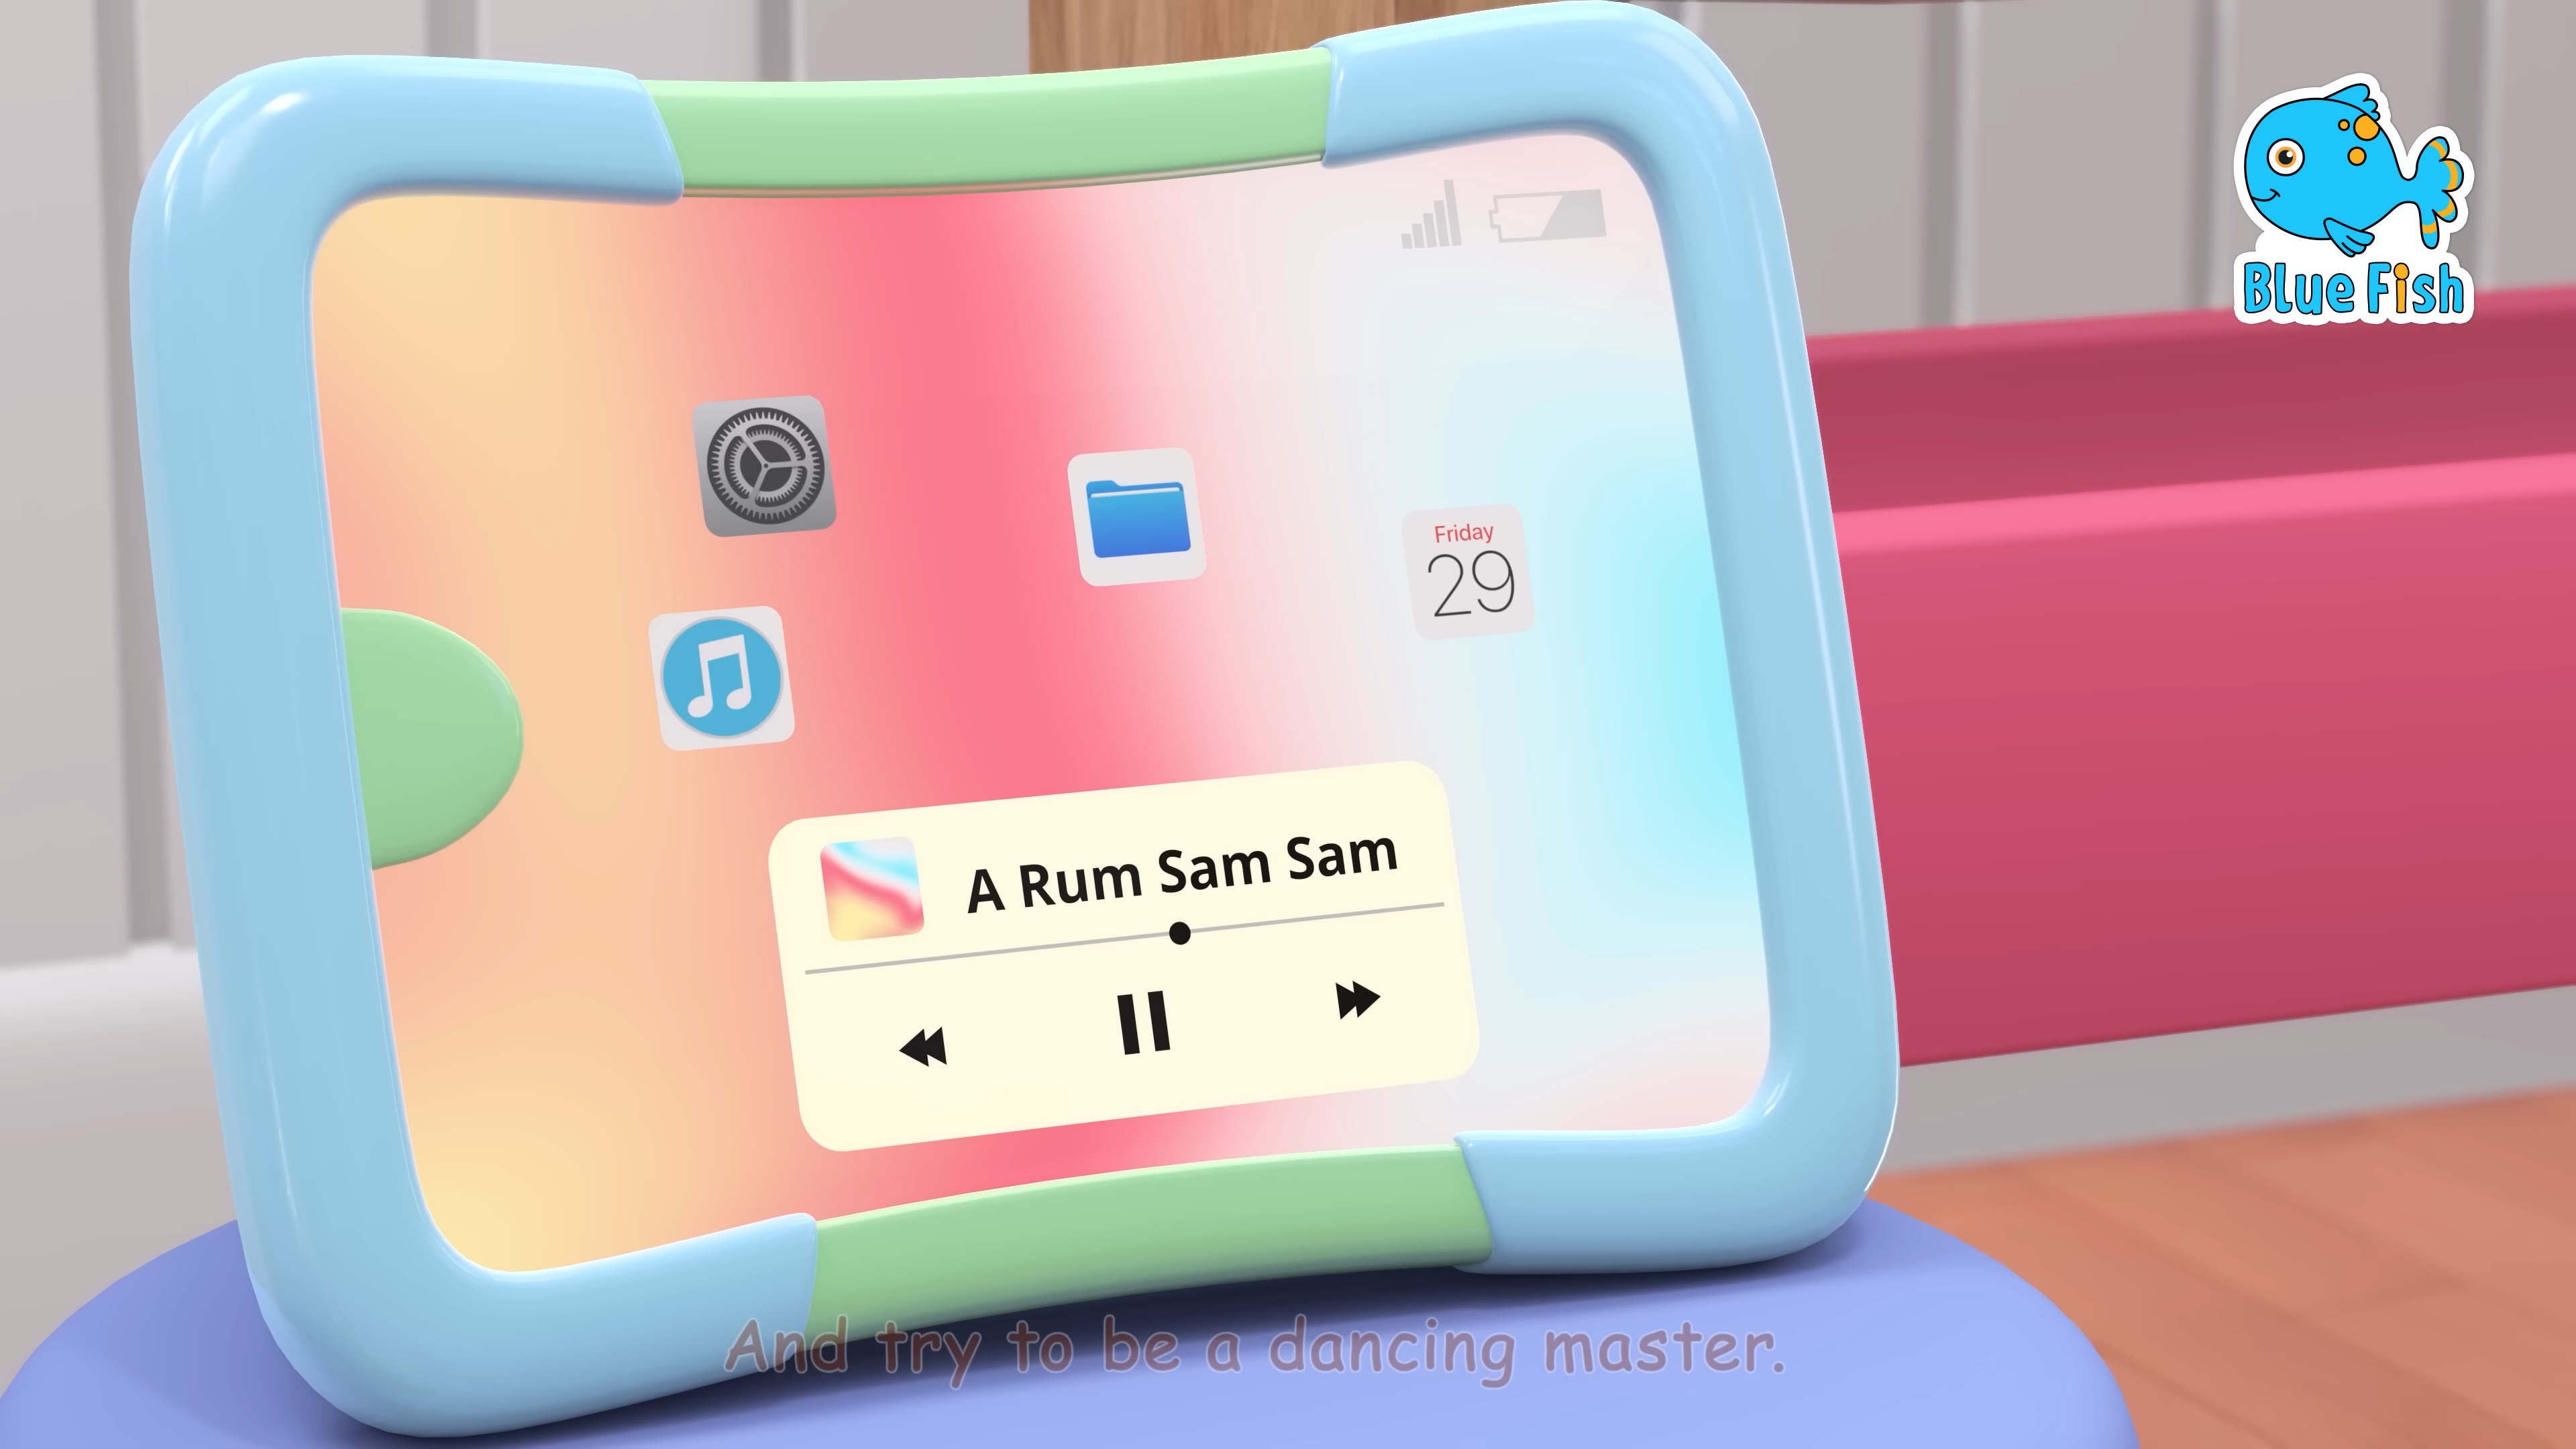 Blue Fish
Friday
29
A Rum Sam Sam
And try to be a dancing master.